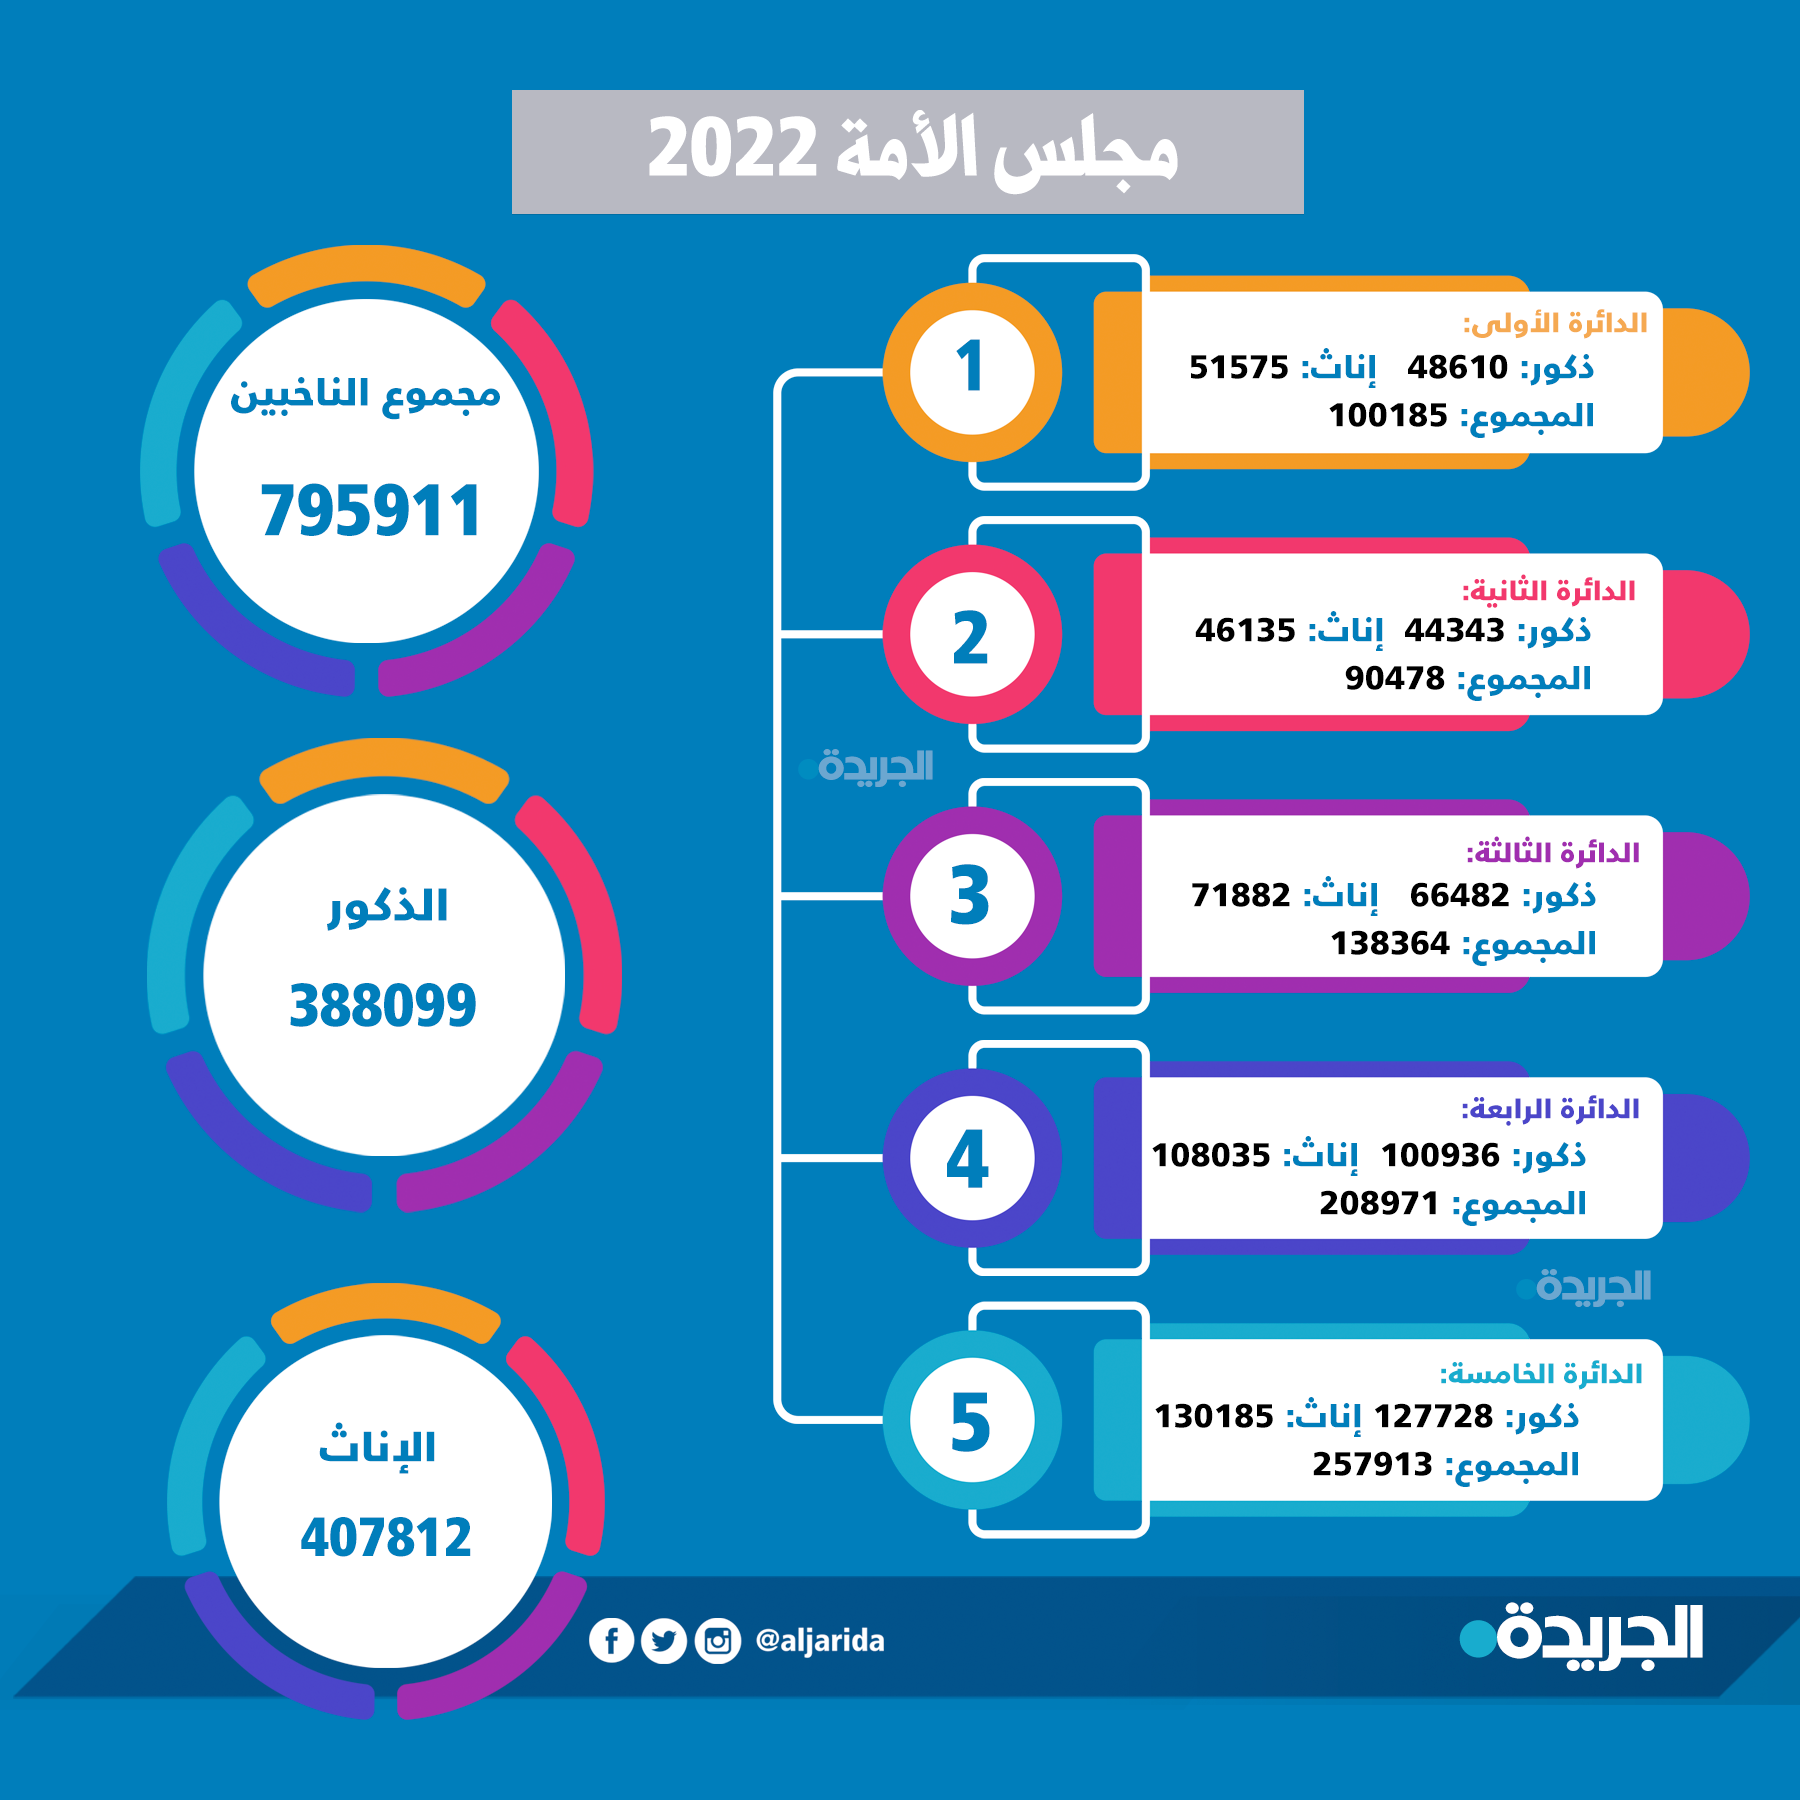 مجلس الأمة 2022
1
الدائرة الأولى:
ذكور: 48610 إناث: 51575
المجموع: 100185
2
الدائرة الثانية:
ذكور: 44343 إناث: 46135
المجموع: 90478
3
الدائرة الثالثة:
ذكور: 66482 إناث: 71882
المجموع: 138364
4
الدائرة الرابعة:
ذكور: 100936 إناث: 108035
المجموع: 208971
5
الدائرة الخامسة:
ذكور: 127728 إناث: 130185
المجموع: 257913
مجموع الناخبين
795911
الذكور
388099
الإناث
407812
الجريدة
الجريدة
الجريدة
@aljarida